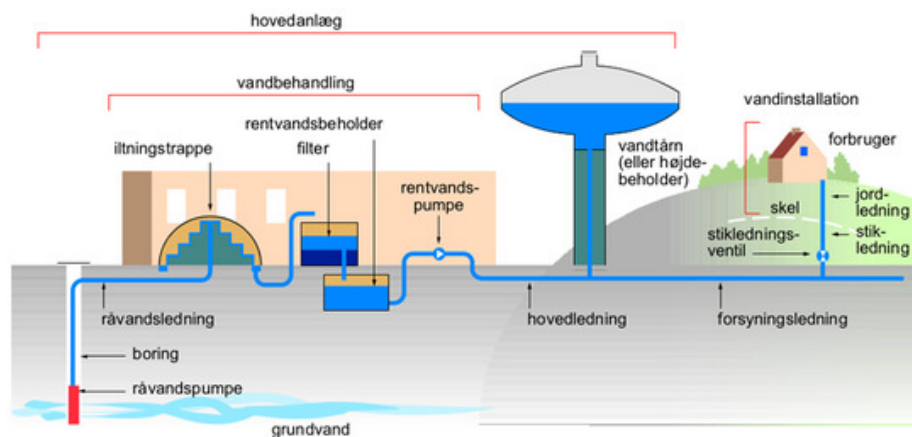 hovedanlæg
vandbehandling
rentvandsbeholder
iltningstrappe
filter
rentvands-
pumpe
vandtårn
(eller højde-
beholder)
vandinstallation
forbruger
jord-
ledning
skel
stiklednings-
ventil
stik-
ledning
råvandsledning
hovedledning
forsyningsledning
boring
råvandspumpe
grundvand